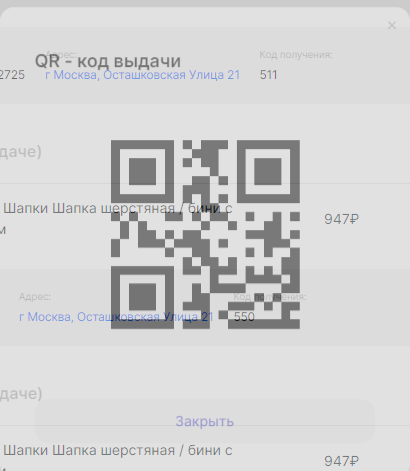 Адрес: Код получения:
QR - код выдачи
2725 г Москва, Осташковская Улица 21 511
даче)
Шапки Шапка шерстяная / бини с
м 947₽
Адрес: Код получения:
г Москва, Осташковская Улица 21 550
даче)
Закрыть
Шапки Шапка шерстяная / бини с
947₽